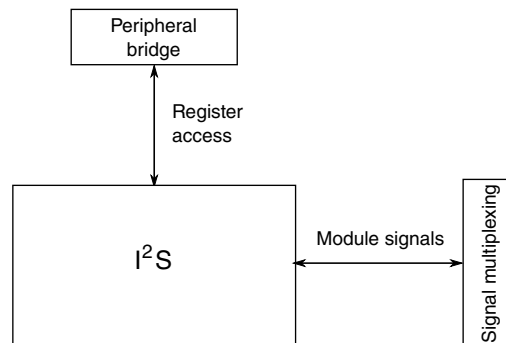 Peripheral
bridge
Register
access
I²S
Module signals
Signal multiplexing